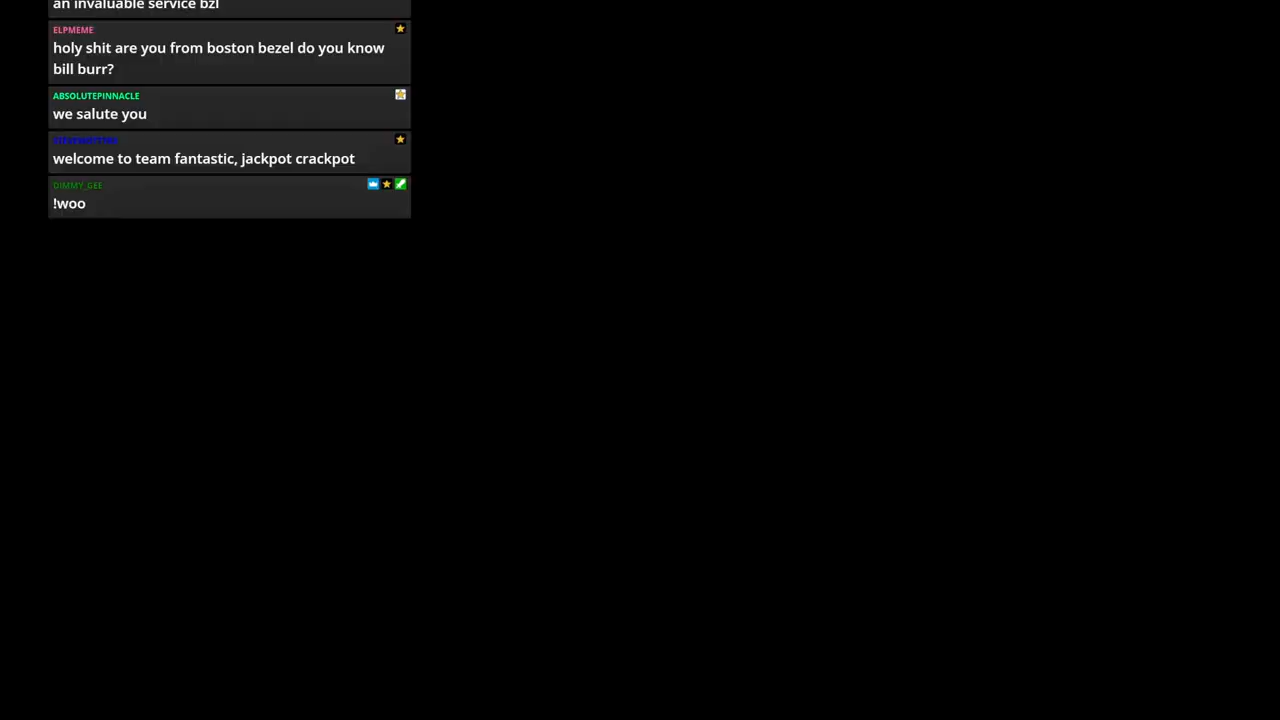 an invaluable service bzl
ELPMEME
holy shit are you from boston bezel do you know
bill burr?
ABSOLUTEPINNACLE
we salute you
welcome to team fantastic, jackpot crackpot
DIMMY_GEE
!woo